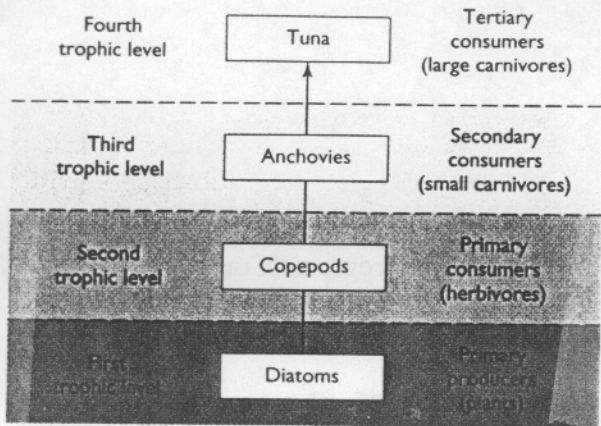 Fourth
trophic level
Tuna
Tertiary
consumers
(large carnivores)
Third
trophic level
Anchovies
Secondary
consumers
(small carnivores)
Second
trophic level
Copepods
Primary
consumers
(herbivores)
First
trophic level
Diatoms
Primary
producers
(plants)